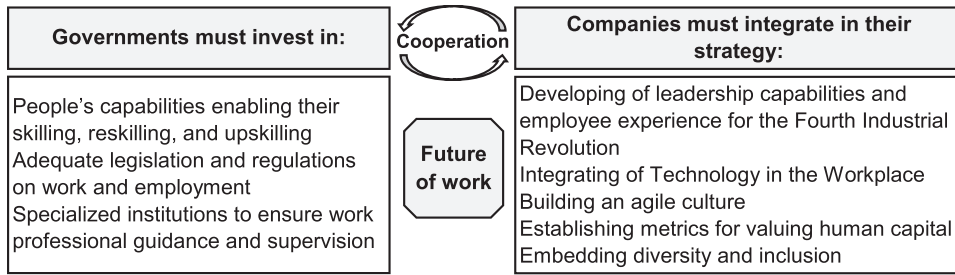 Governments must invest in:
People's capabilities enabling their
skilling, reskilling, and upskilling
Adequate legislation and regulations
on work and employment
Specialized institutions to ensure work
professional guidance and supervision
Cooperation
Future
of work
Companies must integrate in their
strategy:
Developing of leadership capabilities and
employee experience for the Fourth Industrial
Revolution
Integrating of Technology in the Workplace
Building an agile culture
Establishing metrics for valuing human capital
Embedding diversity and inclusion